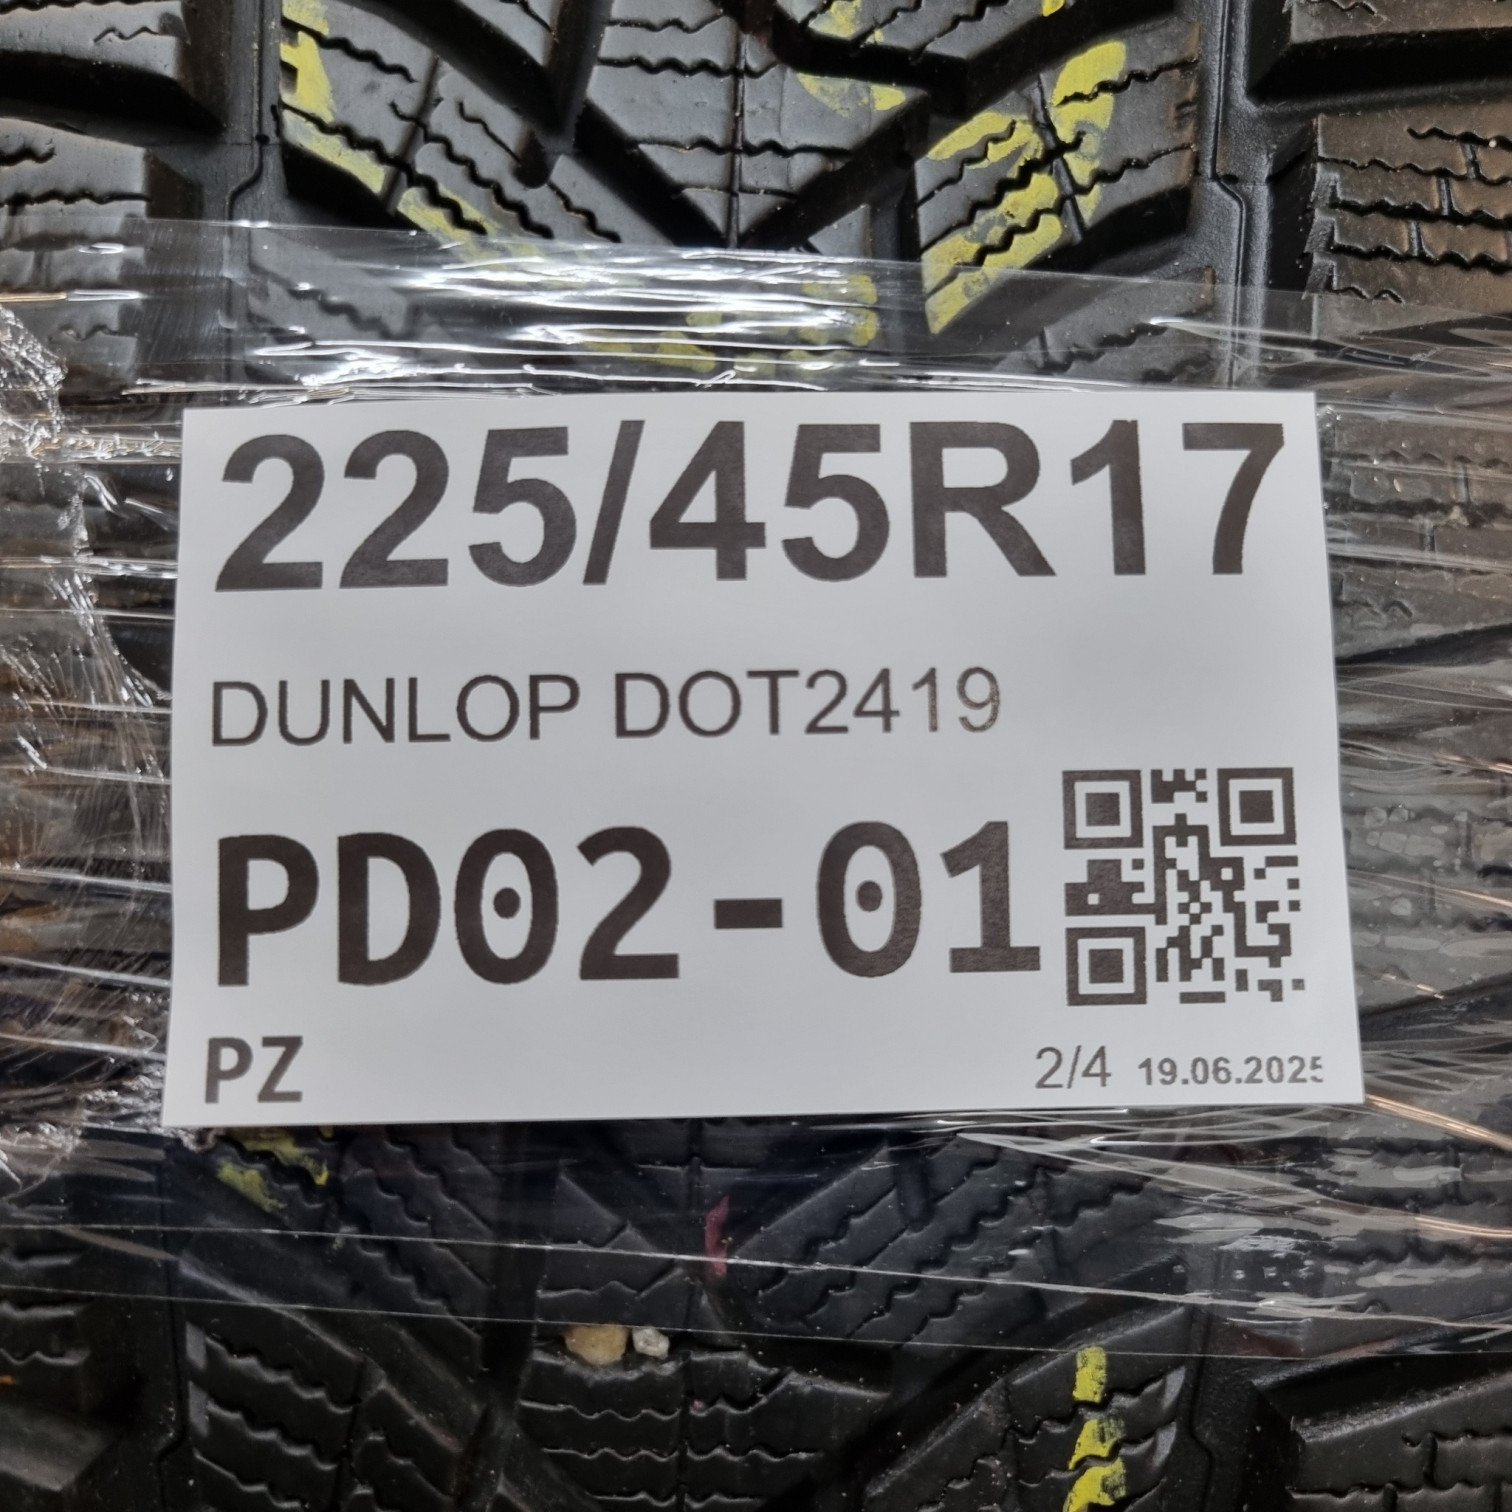 225/45R17
DUNLOP DOT2419
PD02-01
PZ
2/4 19.06.2025